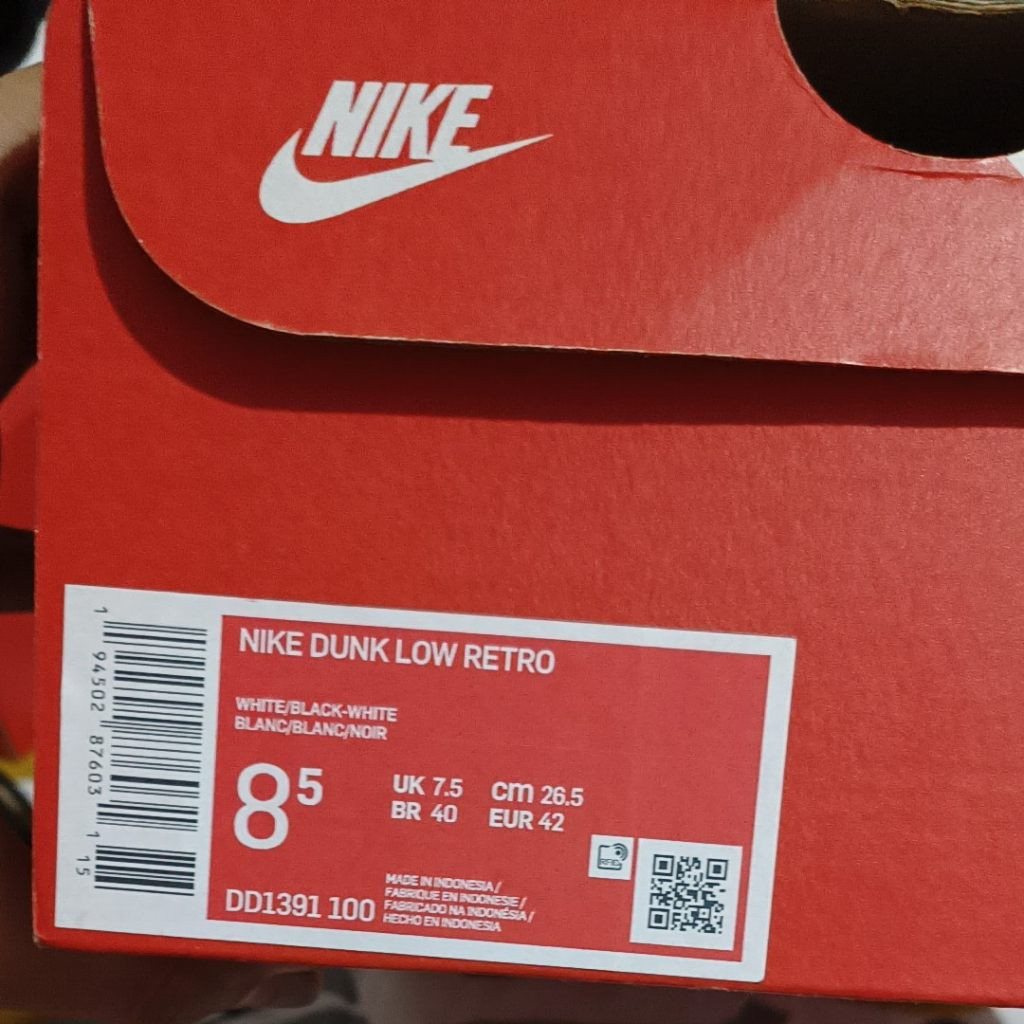 NIKE
NIKE DUNK LOW RETRO
WHITE/BLACK-WHITE
BLANC/BLANC/NOIR
8 5
UK 7.5 cm 26.5
BR 40 EUR 42
MADE IN INDONESIA /
FABRIQUE EN INDONESIE /
FABRICADO NA INDONÉSIA /
HECHO EN INDONESIA
DD1391 100
RFID
1 94502 87603 1 15